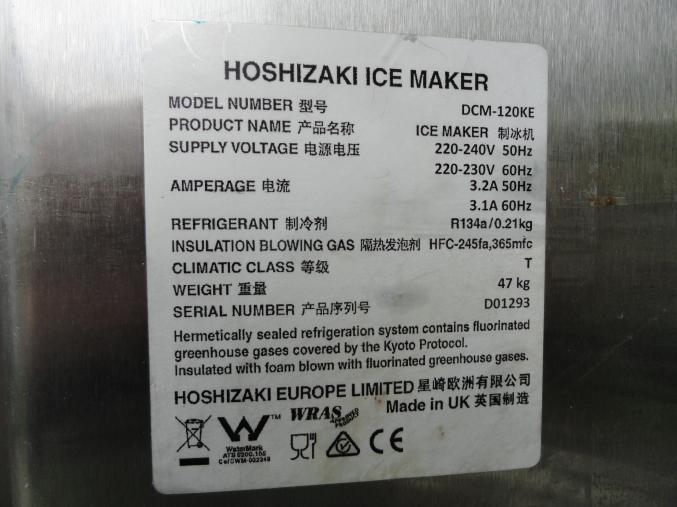 HOSHIZAKI ICE MAKER
MODEL NUMBER 型号 DCM-120KE
PRODUCT NAME 产品名称 ICE MAKER 制冰机
SUPPLY VOLTAGE 电源电压 220-240V 50Hz
220-230V 60Hz
AMPERAGE 电流 3.2A 50Hz
3.1A 60Hz
REFRIGERANT 制冷剂 R134a/0.21kg
INSULATION BLOWING GAS 隔热发泡剂 HFC-245fa,365mfc
CLIMATIC CLASS 等级 T
WEIGHT 重量 47 kg
SERIAL NUMBER 产品序列号 D01293
Hermetically sealed refrigeration system contains fluorinated
greenhouse gases covered by the Kyoto Protocol.
Insulated with foam blown with fluorinated greenhouse gases.
HOSHIZAKI EUROPE LIMITED 星崎欧洲有限公司
Made in UK 英国制造
WRAS
APPROVED
PRODUCT
TM
WaterMark
CE